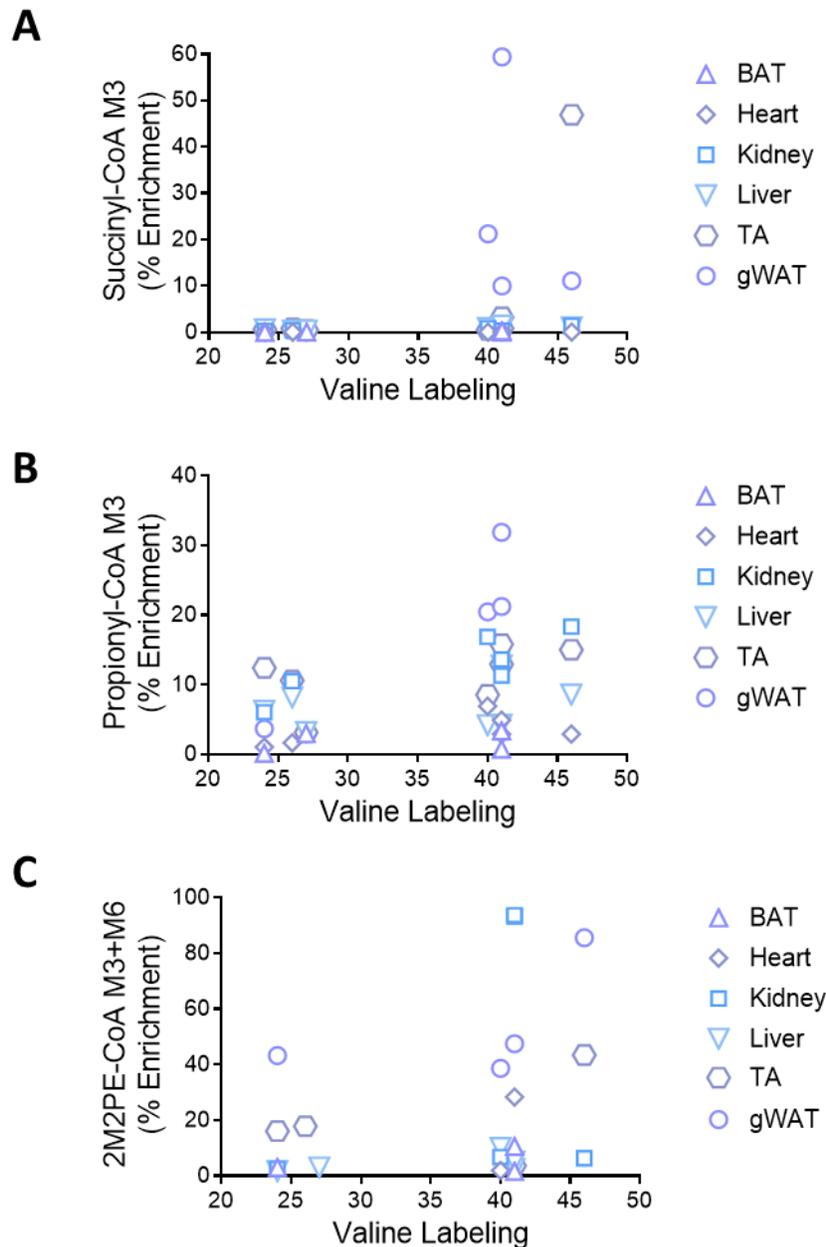 A
Succinyl-CoA M3
(% Enrichment)
60
50
40
30
20
10
0
20 25 30 35 40 45 50
Valine Labeling
BAT
Heart
Kidney
Liver
TA
gWAT
B
Propionyl-CoA M3
(% Enrichment)
40
30
20
10
0
20 25 30 35 40 45 50
Valine Labeling
BAT
Heart
Kidney
Liver
TA
gWAT
C
2M2PE-CoA M3+M6
(% Enrichment)
100
80
60
40
20
0
20 25 30 35 40 45 50
Valine Labeling
BAT
Heart
Kidney
Liver
TA
gWAT